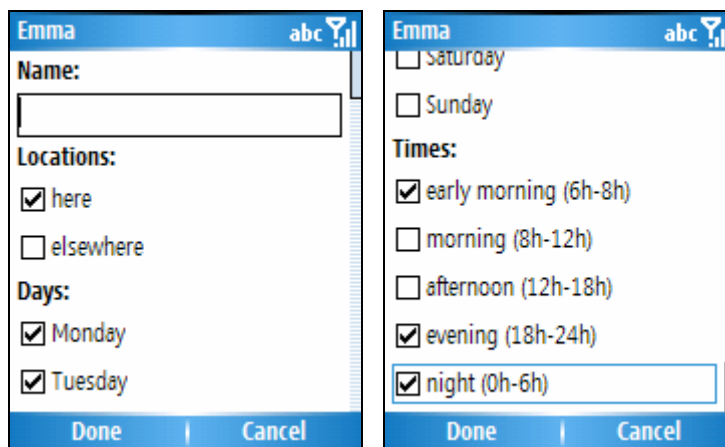 Emma abc
Name:
Locations:
here
elsewhere
Days:
Monday
Tuesday
Done Cancel
Emma abc
Saturday
Sunday
Times:
early morning (6h-8h)
morning (8h-12h)
afternoon (12h-18h)
evening (18h-24h)
night (0h-6h)
Done Cancel